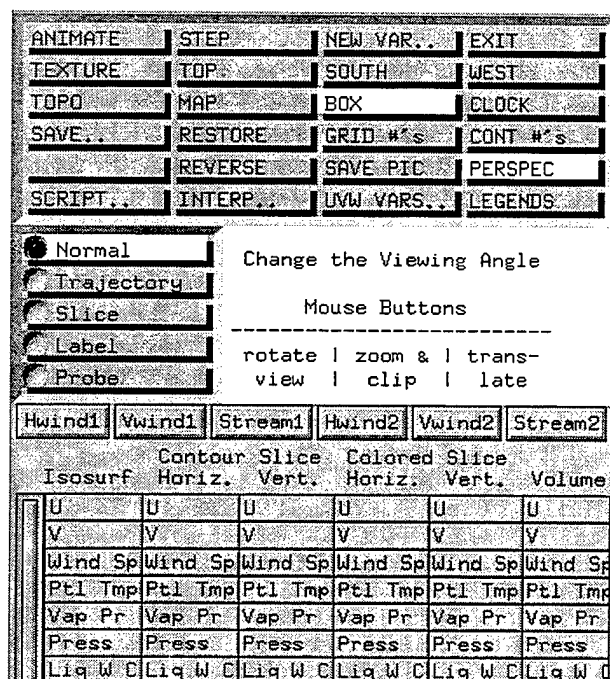 ANIMATE STEP NEW VAR.. EXIT
TEXTURE TOP SOUTH WEST
TOPO MAP BOX CLOCK
SAVE.. RESTORE GRID #'s CONT #'s
REVERSE SAVE PIC PERSPEC
SCRIPT.. INTERP.. UVW VARS.. LEGENDS
Normal
Trajectory
Slice
Label
Probe
Change the Viewing Angle
Mouse Buttons
rotate | zoom & | trans-
view | clip | late
Hwind1 Vwind1 Stream1 Hwind2 Vwind2 Stream2
Contour Slice Colored Slice
Isosurf Horiz. Vert. Horiz. Vert. Volume
U U U U U U
V V V V V V
Wind Sp Wind Sp Wind Sp Wind Sp Wind Sp Wind Sp
Ptl Tmp Ptl Tmp Ptl Tmp Ptl Tmp Ptl Tmp Ptl Tmp
Vap Pr Vap Pr Vap Pr Vap Pr Vap Pr Vap Pr
Press Press Press Press Press Press
Liq W C Liq W C Liq W C Liq W C Liq W C Liq W C